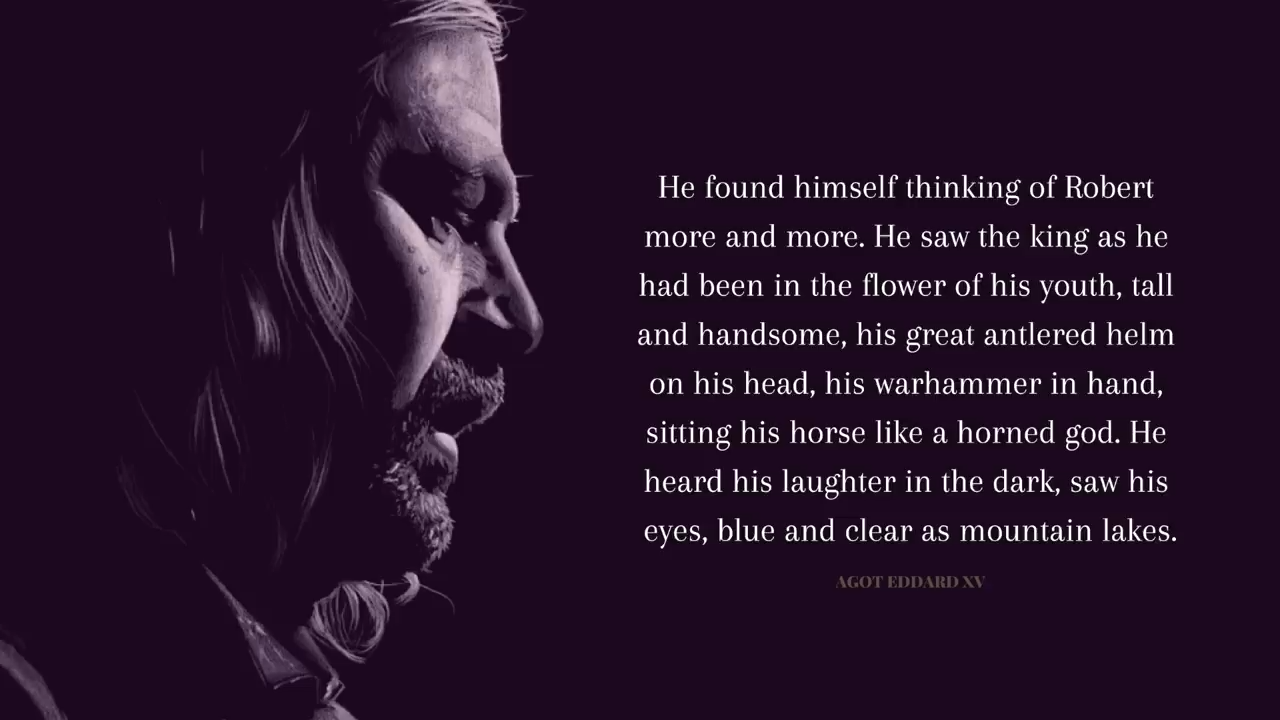 He found himself thinking of Robert
more and more. He saw the king as he
had been in the flower of his youth, tall
and handsome, his great antlered helm
on his head, his warhammer in hand,
sitting his horse like a horned god. He
heard his laughter in the dark, saw his
eyes, blue and clear as mountain lakes.
AGOT EDDARD XV